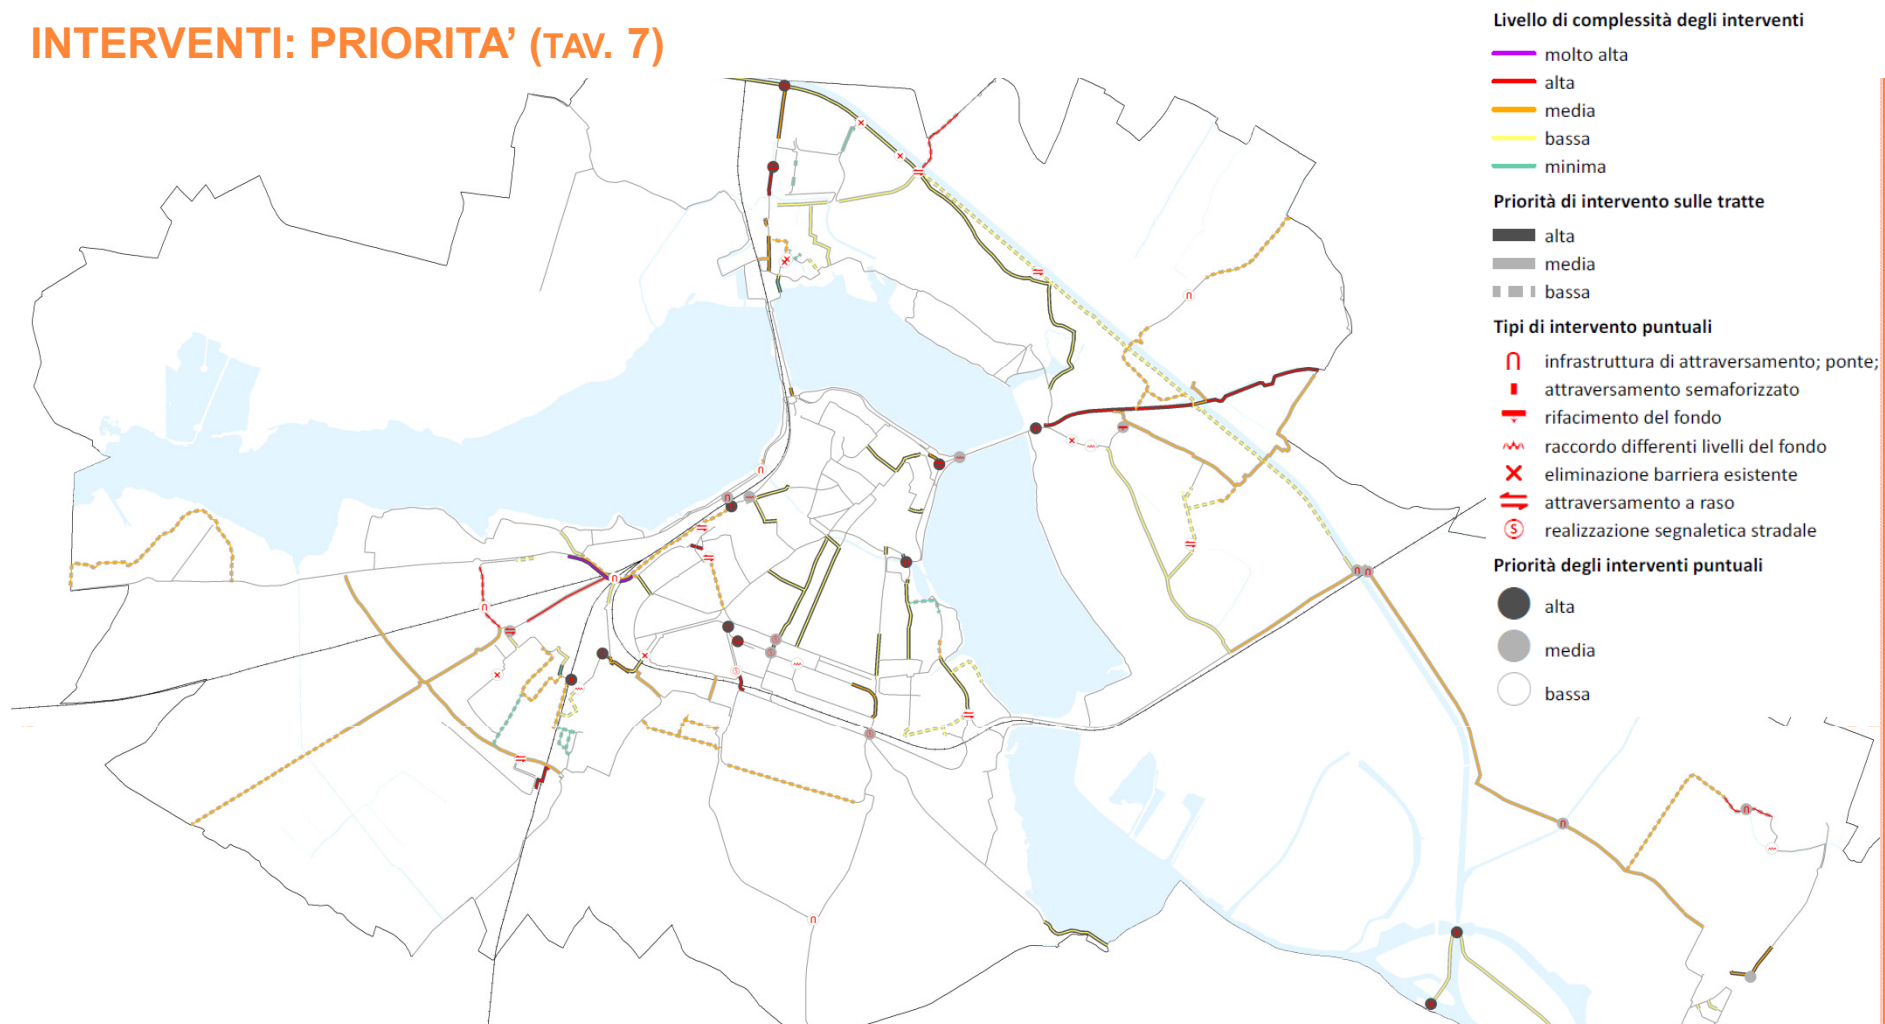 INTERVENTI: PRIORITA’ (TAV. 7)
Livello di complessità degli interventi
molto alta
alta
media
bassa
minima
Priorità di intervento sulle tratte
alta
media
bassa
Tipi di intervento puntuali
infrastruttura di attraversamento; ponte;
attraversamento semaforizzato
rifacimento del fondo
raccordo differenti livelli del fondo
eliminazione barriera esistente
attraversamento a raso
S realizzazione segnaletica stradale
Priorità degli interventi puntuali
alta
media
bassa